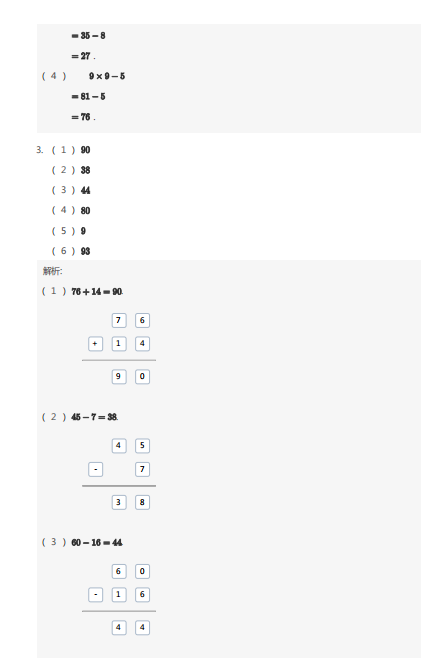 = 35 − 8
= 27 .
( 4 ) 9 × 9 − 5
= 81 − 5
= 76 .
3. ( 1 ) 90
( 2 ) 38
( 3 ) 44
( 4 ) 80
( 5 ) 9
( 6 ) 93
解析:
( 1 ) 76 + 14 = 90.
7 6
+ 1 4
9 0
( 2 ) 45 − 7 = 38.
4 5
- 7
3 8
( 3 ) 60 − 16 = 44.
6 0
- 1 6
4 4